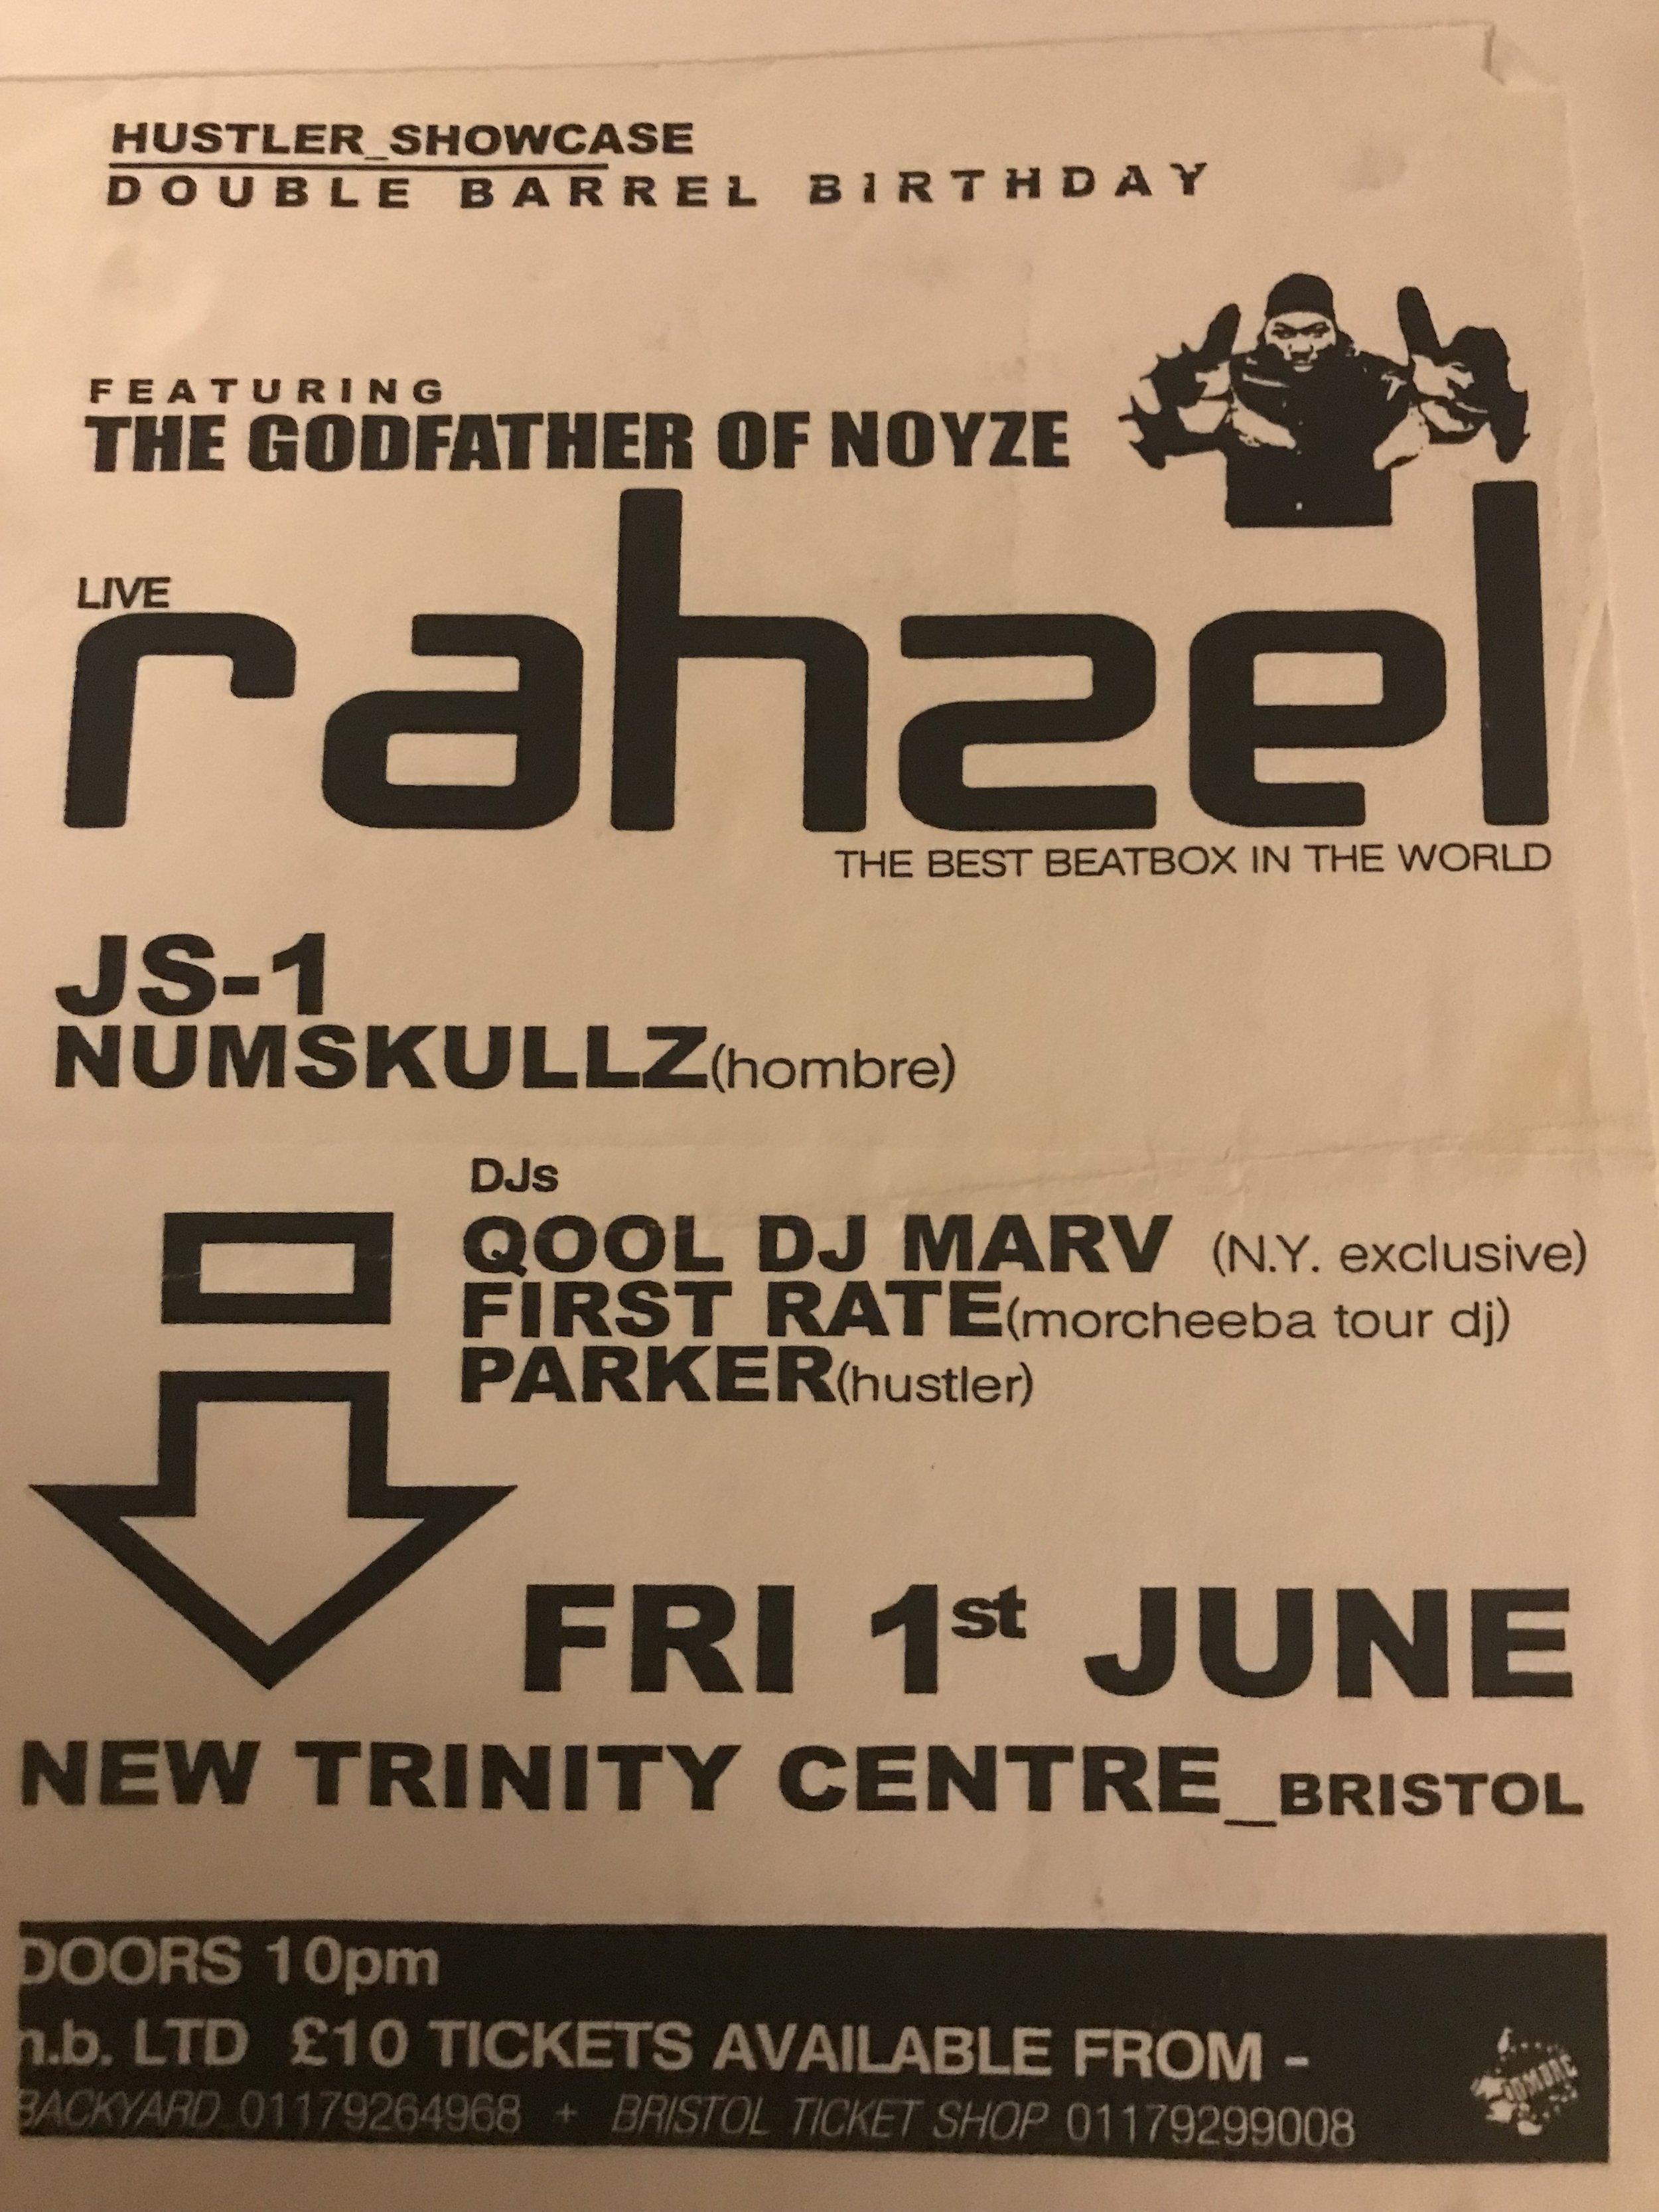 HUSTLER_SHOWCASE
DOUBLE BARREL BIRTHDAY
FEATURING
THE GODFATHER OF NOYZE
LIVE
rahzel
THE BEST BEATBOX IN THE WORLD
JS-1
NUMSKULLZ(hombre)
DJs
QOOL DJ MARV (N.Y. exclusive)
FIRST RATE(morcheeba tour dj)
PARKER(hustler)
FRI 1st JUNE
NEW TRINITY CENTRE_BRISTOL
DOORS 10pm
n.b. LTD £10 TICKETS AVAILABLE FROM -
BACKYARD 01179264968 + BRISTOL TICKET SHOP 01179299008
HOMBRE